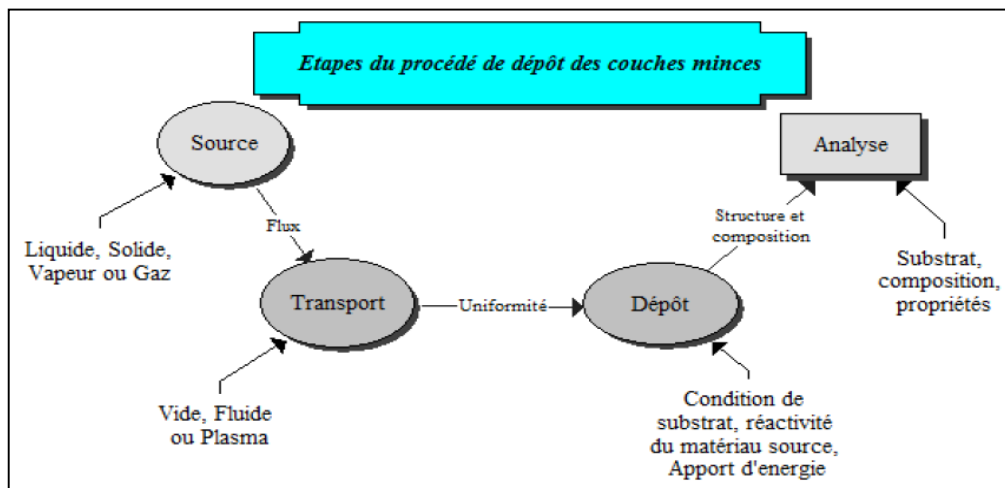 Etapes du procédé de dépôt des couches minces
Source
Analyse
Flux
Structure et
composition
Liquide, Solide,
Vapeur ou Gaz
Substrat,
composition,
propriétés
Transport
Uniformité
Dépôt
Vide, Fluide
ou Plasma
Condition de
substrat, réactivité
du matériau source,
Apport d'energie